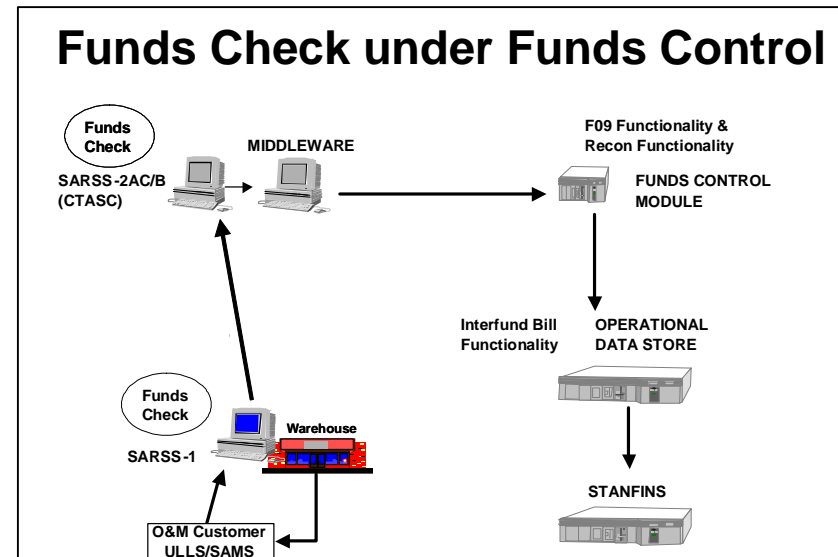 Funds Check under Funds Control
Funds
Check
SARSS-2AC/B
(CTASC)
MIDDLEWARE
F09 Functionality &
Recon Functionality
FUNDS CONTROL
MODULE
Interfund Bill
Functionality
OPERATIONAL
DATA STORE
Funds
Check
SARSS-1
Warehouse
STANFINS
O&M Customer
ULLS/SAMS